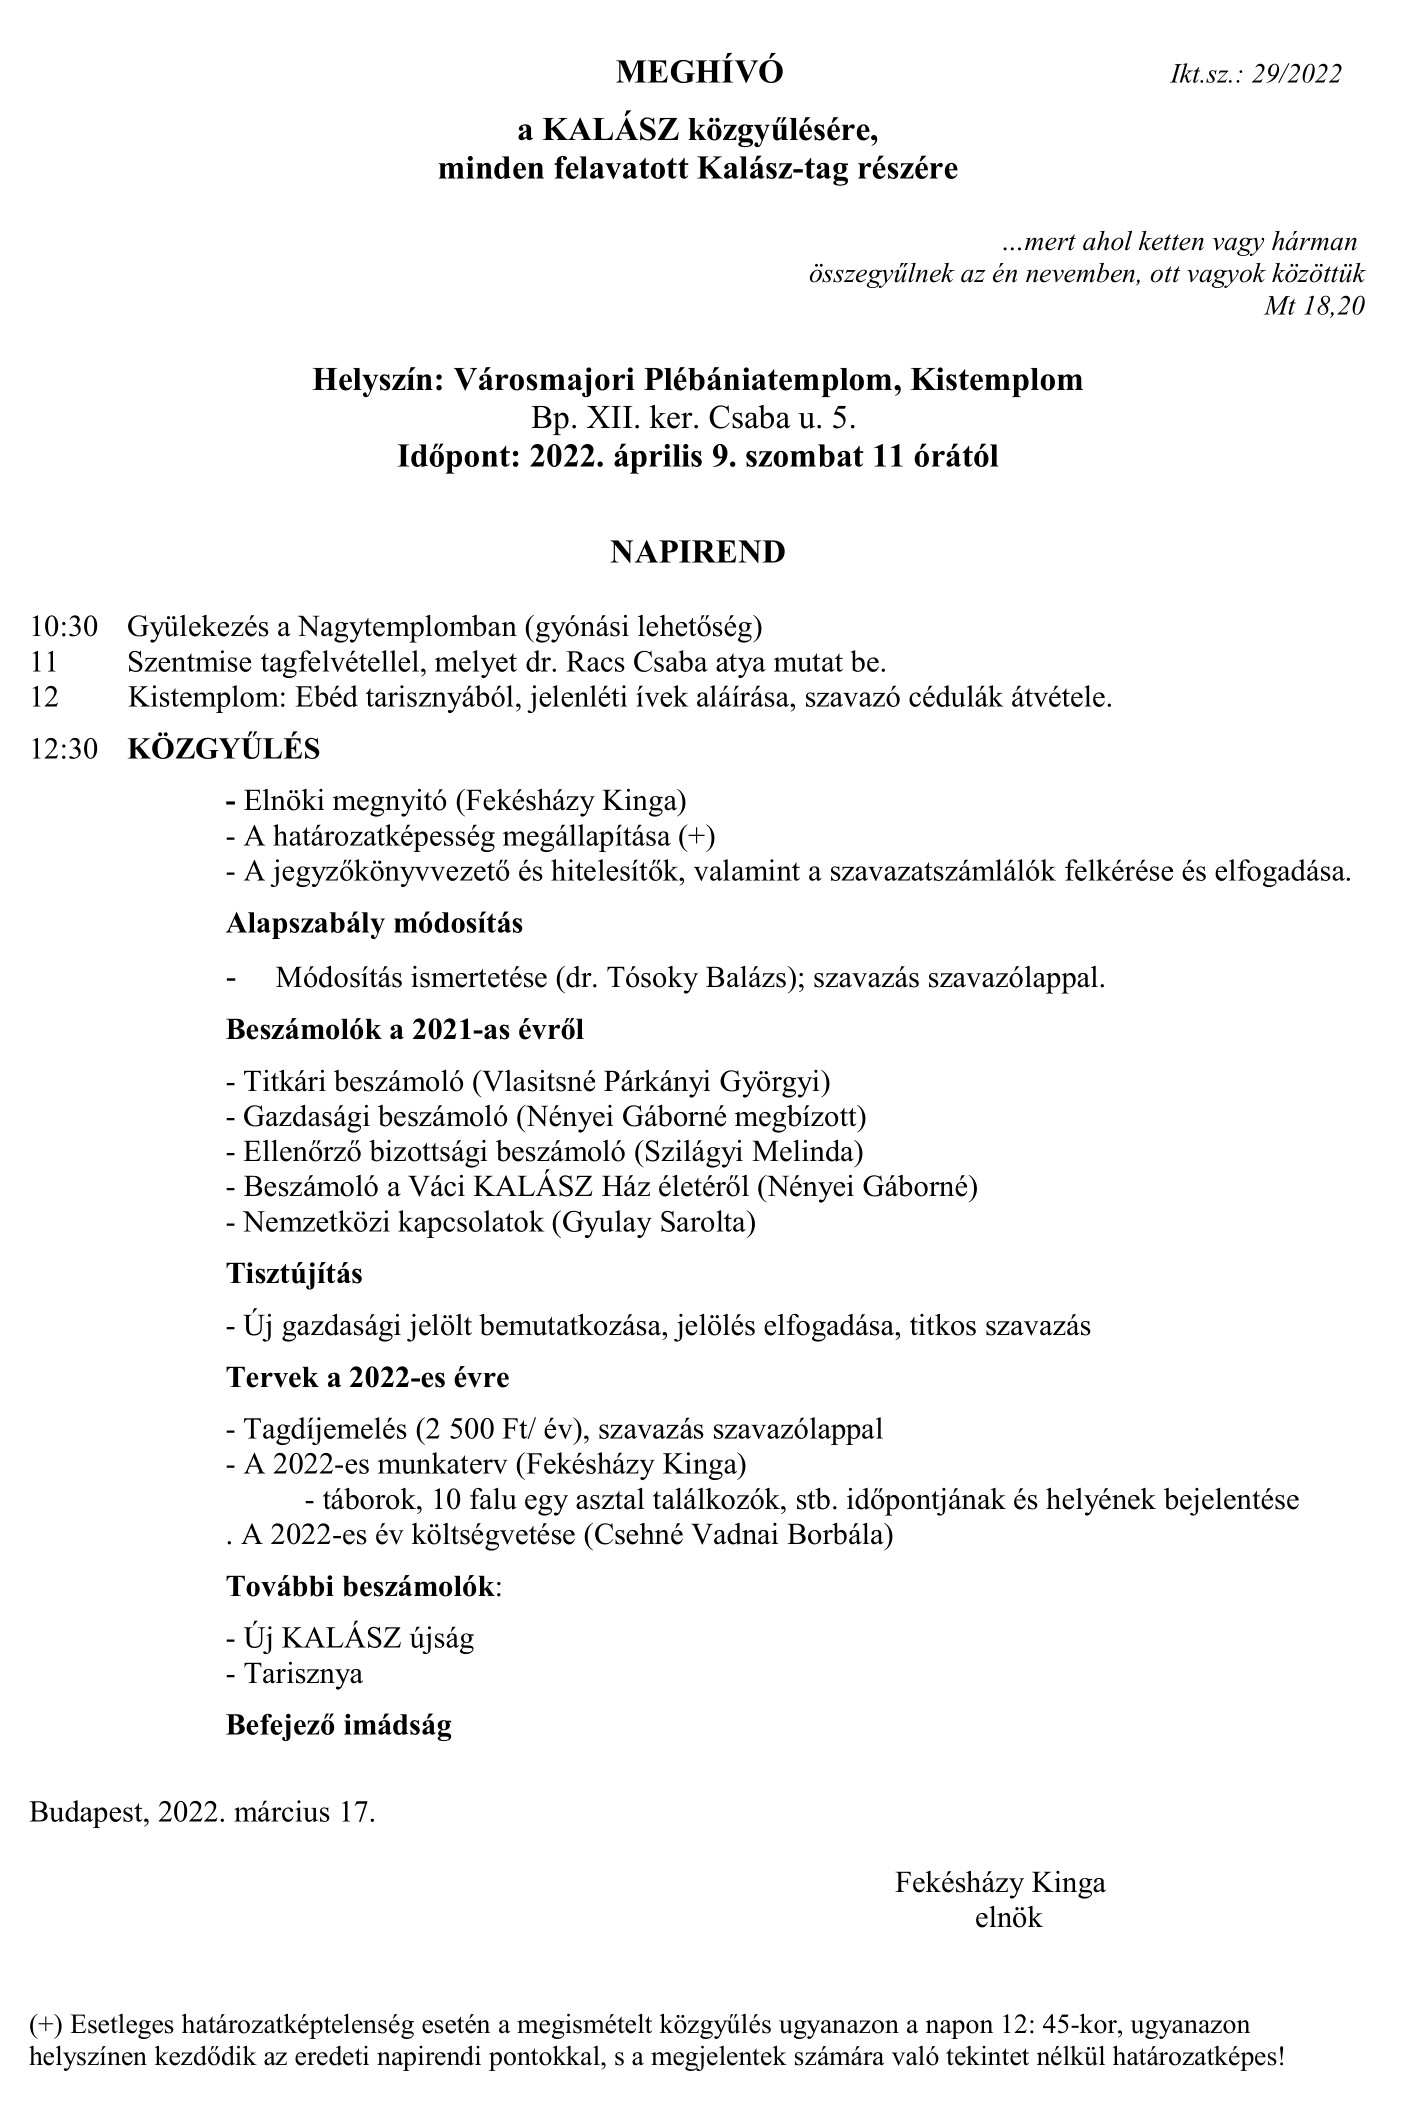 MEGHÍVÓ Ikt.sz.: 29/2022
a KALÁSZ közgyűlésére,
minden felavatott Kalász-tag részére
...mert ahol ketten vagy hárman
összegyűlnek az én nevemben, ott vagyok közöttük
Mt 18,20
Helyszín: Városmajori Plébániatemplom, Kistemplom
Bp. XII. ker. Csaba u. 5.
Időpont: 2022. április 9. szombat 11 órától
NAPIREND
10:30 Gyülekezés a Nagytemplomban (gyónási lehetőség)
11 Szentmise tagfelvétellel, melyet dr. Racs Csaba atya mutat be.
12 Kistemplom: Ebéd tarisznyából, jelenléti ívek aláírása, szavazó cédulák átvétele.
12:30 KÖZGYŰLÉS
- Elnöki megnyitó (Fekésházy Kinga)
- A határozatképesség megállapítása (+)
- A jegyzőkönyvvezető és hitelesítők, valamint a szavazatszámlálók felkérése és elfogadása.
Alapszabály módosítás
- Módosítás ismertetése (dr. Tósoky Balázs); szavazás szavazólappal.
Beszámolók a 2021-as évről
- Titkári beszámoló (Vlasitsné Párkányi Györgyi)
- Gazdasági beszámoló (Nényei Gáborné megbízott)
- Ellenőrző bizottsági beszámoló (Szilágyi Melinda)
- Beszámoló a Váci KALÁSZ Ház életéről (Nényei Gáborné)
- Nemzetközi kapcsolatok (Gyulay Sarolta)
Tisztújítás
- Új gazdasági jelölt bemutatkozása, jelölés elfogadása, titkos szavazás
Tervek a 2022-es évre
- Tagdíjemelés (2 500 Ft/ év), szavazás szavazólappal
- A 2022-es munkaterv (Fekésházy Kinga)
- táborok, 10 falu egy asztal találkozók, stb. időpontjának és helyének bejelentése
. A 2022-es év költségvetése (Csehné Vadnai Borbála)
További beszámolók:
- Új KALÁSZ újság
- Tarisznya
Befejező imádság
Budapest, 2022. március 17.
Fekésházy Kinga
elnök
(+) Esetleges határozatképtelenség esetén a megismételt közgyűlés ugyanazon a napon 12: 45-kor, ugyanazon
helyszínen kezdődik az eredeti napirendi pontokkal, s a megjelentek számára való tekintet nélkül határozatképes!